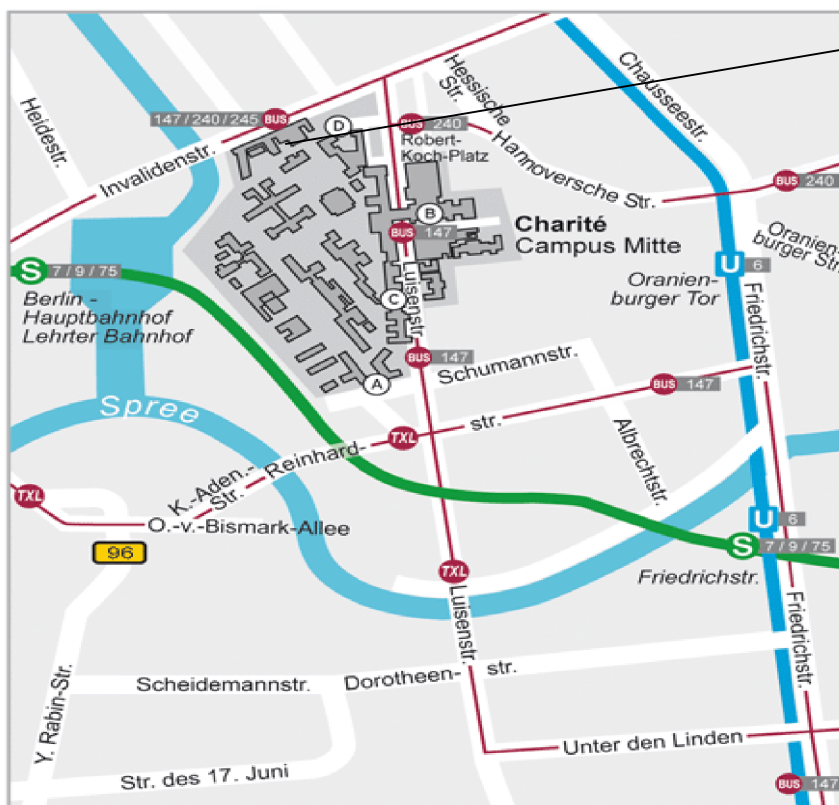 Chausseestr.
Hessische
Str.
Heidestr.
147 / 240 / 245 BUS
D
BUS 240
Robert-
Koch-Platz
Hannoversche Str.
Invalidenstr.
BUS 240
B
Charité
Campus Mitte
BUS 147
Oranien-
burger Str
S 7 / 9 / 75
Berlin -
Hauptbahnhof
Lehrter Bahnhof
Luisenstr.
U 6
Oranien-
burger Tor
Friedrichstr.
C
BUS 147
Schumannstr.
A
BUS 147
Spree
TXL
Reinhard-
str.
Albrechtstr.
K.-Aden.-
Str.
TXL
O.-v.-Bismark-Allee
96
U 6
S 7 / 9 / 75
Friedrichstr.
TXL
Luisenstr.
Friedrichstr.
Scheidemannstr.
Dorotheen-
str.
Y. Rabin-Str.
Unter den Linden
Str. des 17. Juni
BUS 147